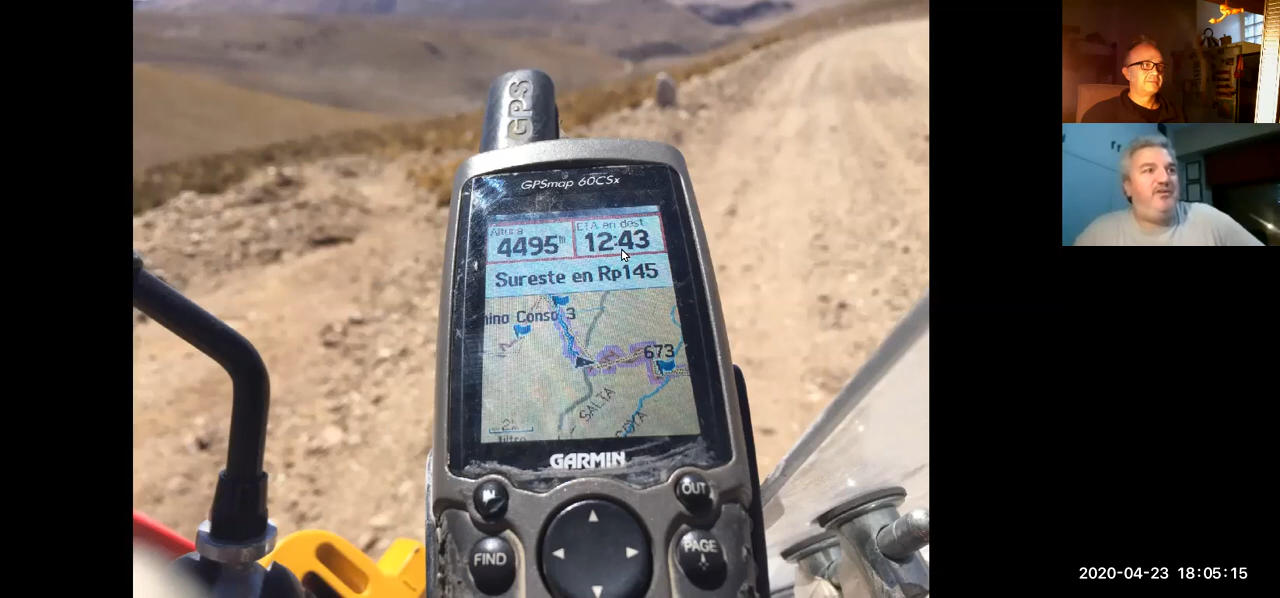 GPS
GPSmap 60CSx
Altura
ETA en dest
4495m
12:43
Sureste en Rp145
mino Conso 3
673
SALTA
GARMIN
IN
OUT
FIND
PAGE
2020-04-23 18:05:15